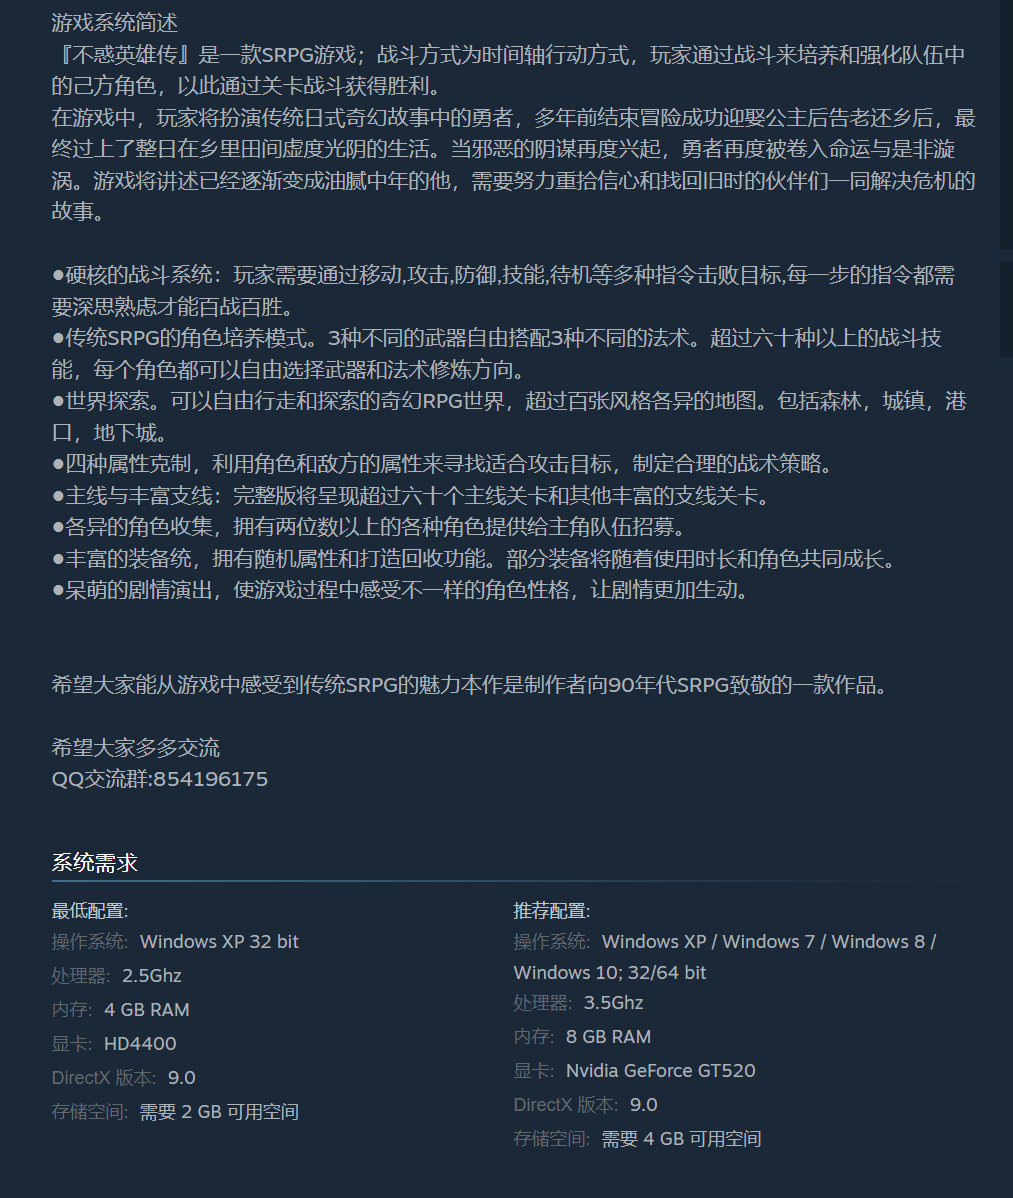 游戏系统简述
『不惑英雄传』是一款SRPG游戏；战斗方式为时间轴行动方式，玩家通过战斗来培养和强化队伍中
的己方角色，以此通过关卡战斗获得胜利。
在游戏中，玩家将扮演传统日式奇幻故事中的勇者，多年前结束冒险成功迎娶公主后告老还乡后，最
终过上了整日在乡里田间虚度光阴的生活。当邪恶的阴谋再度兴起，勇者再度被卷入命运与是非漩
涡。游戏将讲述已经逐渐变成油腻中年的他，需要努力重拾信心和找回旧时的伙伴们一同解决危机的
故事。
●硬核的战斗系统：玩家需要通过移动,攻击,防御,技能,待机等多种指令击败目标,每一步的指令都需
要深思熟虑才能百战百胜。
●传统SRPG的角色培养模式。3种不同的武器自由搭配3种不同的法术。超过六十种以上的战斗技
能，每个角色都可以自由选择武器和法术修炼方向。
●世界探索。可以自由行走和探索的奇幻RPG世界，超过百张风格各异的地图。包括森林，城镇，港
口，地下城。
●四种属性克制，利用角色和敌方的属性来寻找适合攻击目标，制定合理的战术策略。
●主线与丰富支线：完整版将呈现超过六十个主线关卡和其他丰富的支线关卡。
●各异的角色收集，拥有两位数以上的各种角色提供给主角队伍招募。
●丰富的装备统，拥有随机属性和打造回收功能。部分装备将随着使用时长和角色共同成长。
●呆萌的剧情演出，使游戏过程中感受不一样的角色性格，让剧情更加生动。
希望大家能从游戏中感受到传统SRPG的魅力本作是制作者向90年代SRPG致敬的一款作品。
希望大家多多交流
QQ交流群:854196175
系统需求
最低配置:
操作系统: Windows XP 32 bit
处理器: 2.5Ghz
内存: 4 GB RAM
显卡: HD4400
DirectX 版本: 9.0
存储空间: 需要 2 GB 可用空间
推荐配置:
操作系统: Windows XP / Windows 7 / Windows 8 /
Windows 10; 32/64 bit
处理器: 3.5Ghz
内存: 8 GB RAM
显卡: Nvidia GeForce GT520
DirectX 版本: 9.0
存储空间: 需要 4 GB 可用空间